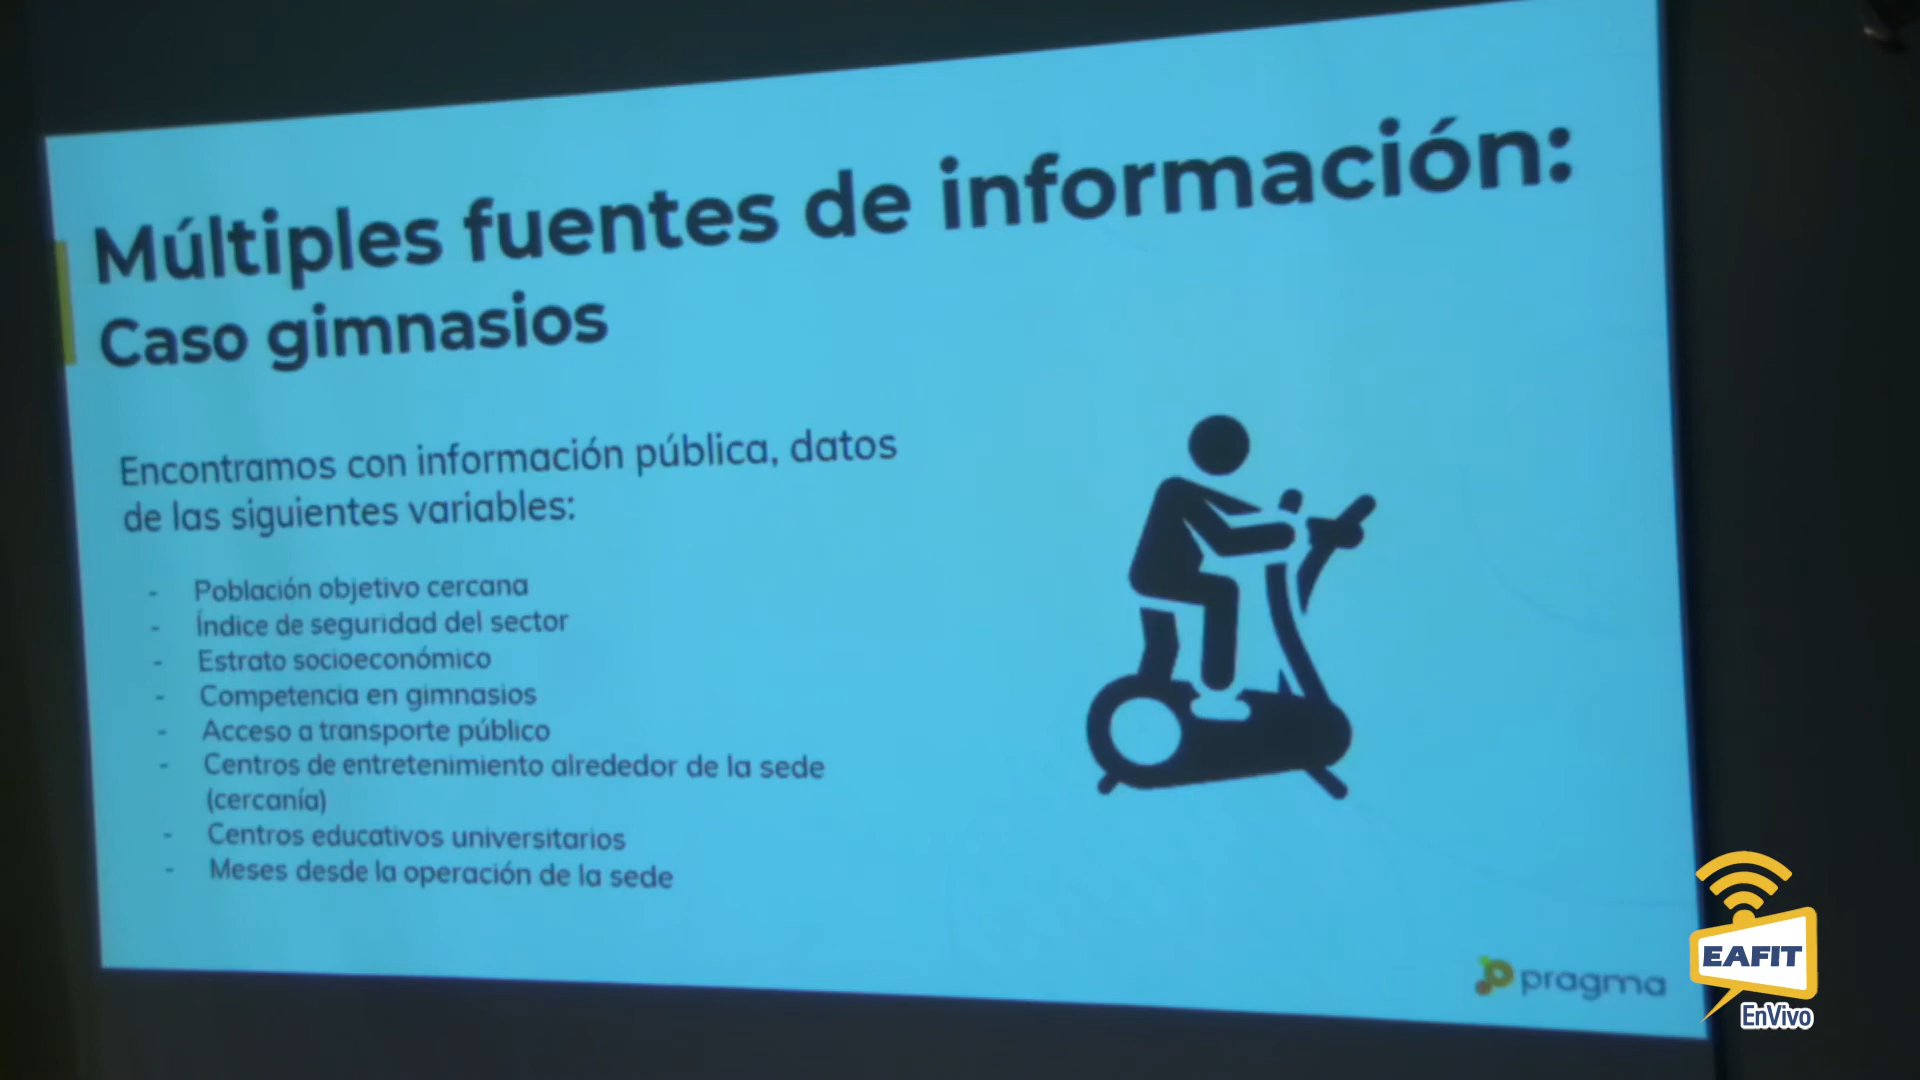 Múltiples fuentes de información:
Caso gimnasios
Encontramos con información pública, datos
de las siguientes variables:
- Población objetivo cercana
- Índice de seguridad del sector
- Estrato socioeconómico
- Competencia en gimnasios
- Acceso a transporte público
- Centros de entretenimiento alrededor de la sede
(cercanía)
- Centros educativos universitarios
- Meses desde la operación de la sede
pragma
EAFIT
EnVivo